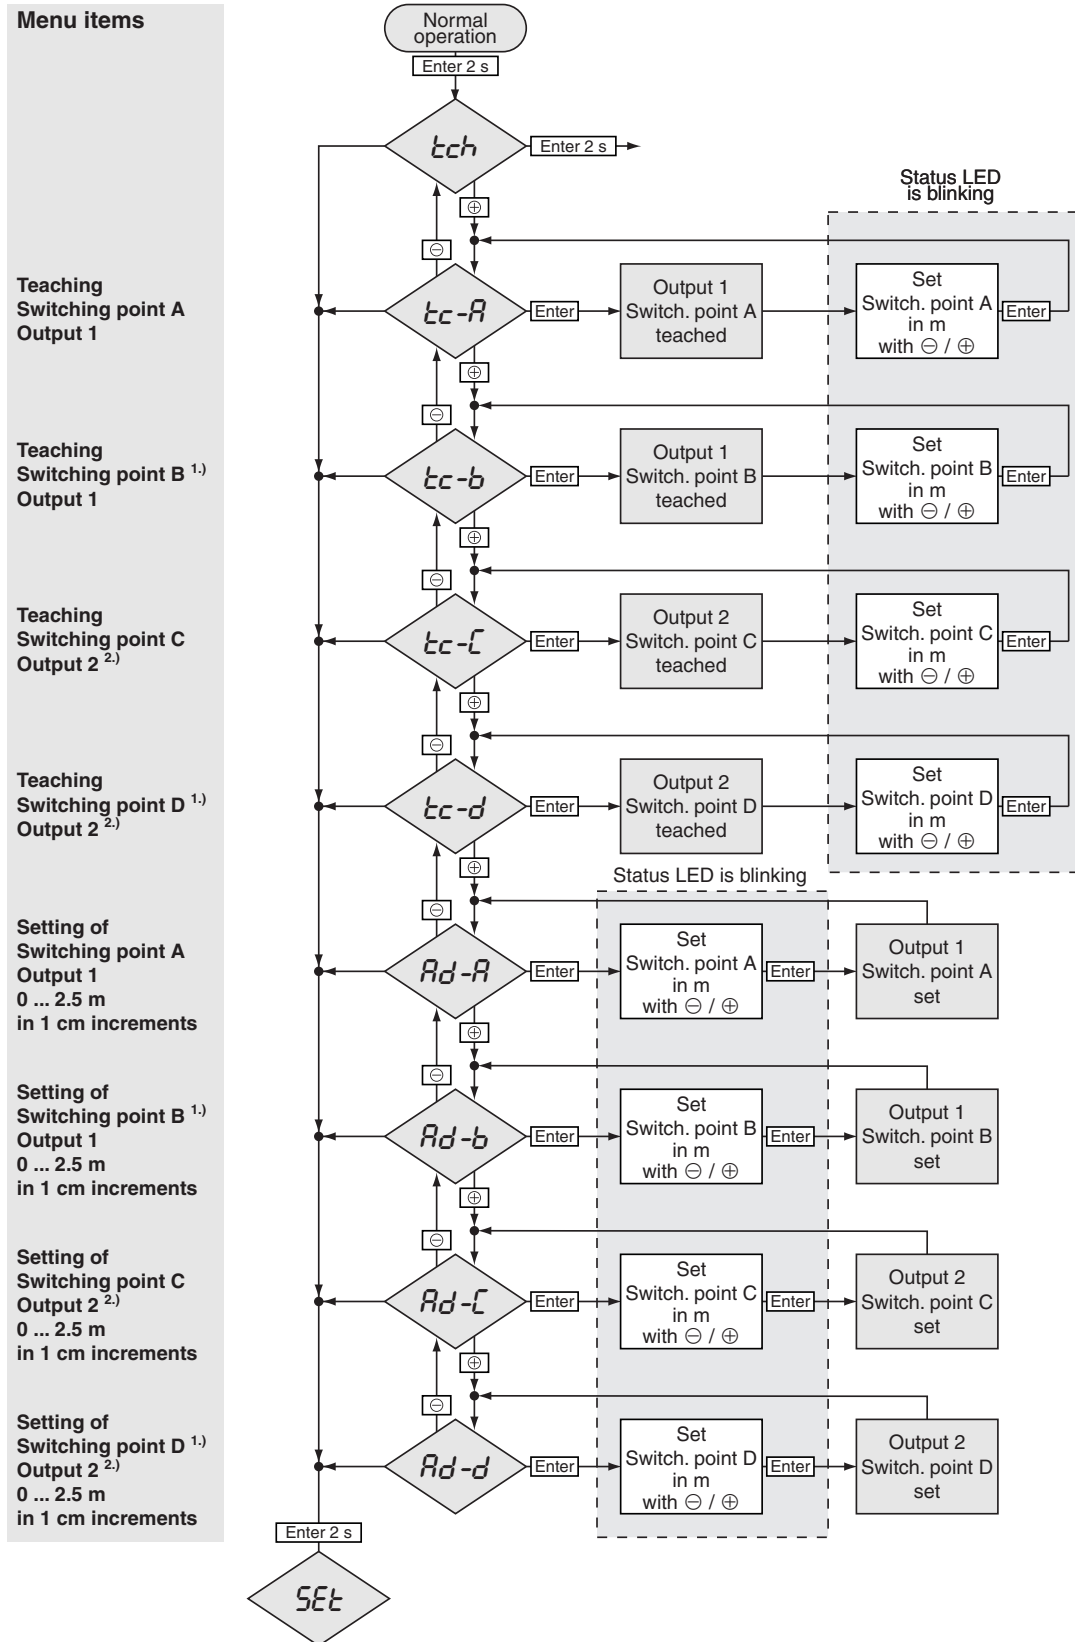 Menu items
Normal
operation
Enter 2 s
tch
Enter 2 s
Status LED
is blinking
⊕
⊖
Teaching
Switching point A
Output 1
tc-A
Enter
Output 1
Switch. point A
teached
Set
Switch. point A
in m
with ⊖ / ⊕
Enter
⊕
⊖
Teaching
Switching point B 1.)
Output 1
tc-b
Enter
Output 1
Switch. point B
teached
Set
Switch. point B
in m
with ⊖ / ⊕
Enter
⊕
⊖
Teaching
Switching point C
Output 2 2.)
tc-C
Enter
Output 2
Switch. point C
teached
Set
Switch. point C
in m
with ⊖ / ⊕
Enter
⊕
⊖
Teaching
Switching point D 1.)
Output 2 2.)
tc-d
Enter
Output 2
Switch. point D
teached
Set
Switch. point D
in m
with ⊖ / ⊕
Enter
⊕
Status LED is blinking
⊖
Setting of
Switching point A
Output 1
0 ... 2.5 m
in 1 cm increments
Ad-A
Enter
Set
Switch. point A
in m
with ⊖ / ⊕
Enter
Output 1
Switch. point A
set
⊕
⊖
Setting of
Switching point B 1.)
Output 1
0 ... 2.5 m
in 1 cm increments
Ad-b
Enter
Set
Switch. point B
in m
with ⊖ / ⊕
Enter
Output 1
Switch. point B
set
⊕
⊖
Setting of
Switching point C
Output 2 2.)
0 ... 2.5 m
in 1 cm increments
Ad-C
Enter
Set
Switch. point C
in m
with ⊖ / ⊕
Enter
Output 2
Switch. point C
set
⊕
⊖
Setting of
Switching point D 1.)
Output 2 2.)
0 ... 2.5 m
in 1 cm increments
Ad-d
Enter
Set
Switch. point D
in m
with ⊖ / ⊕
Enter
Output 2
Switch. point D
set
Enter 2 s
SEt